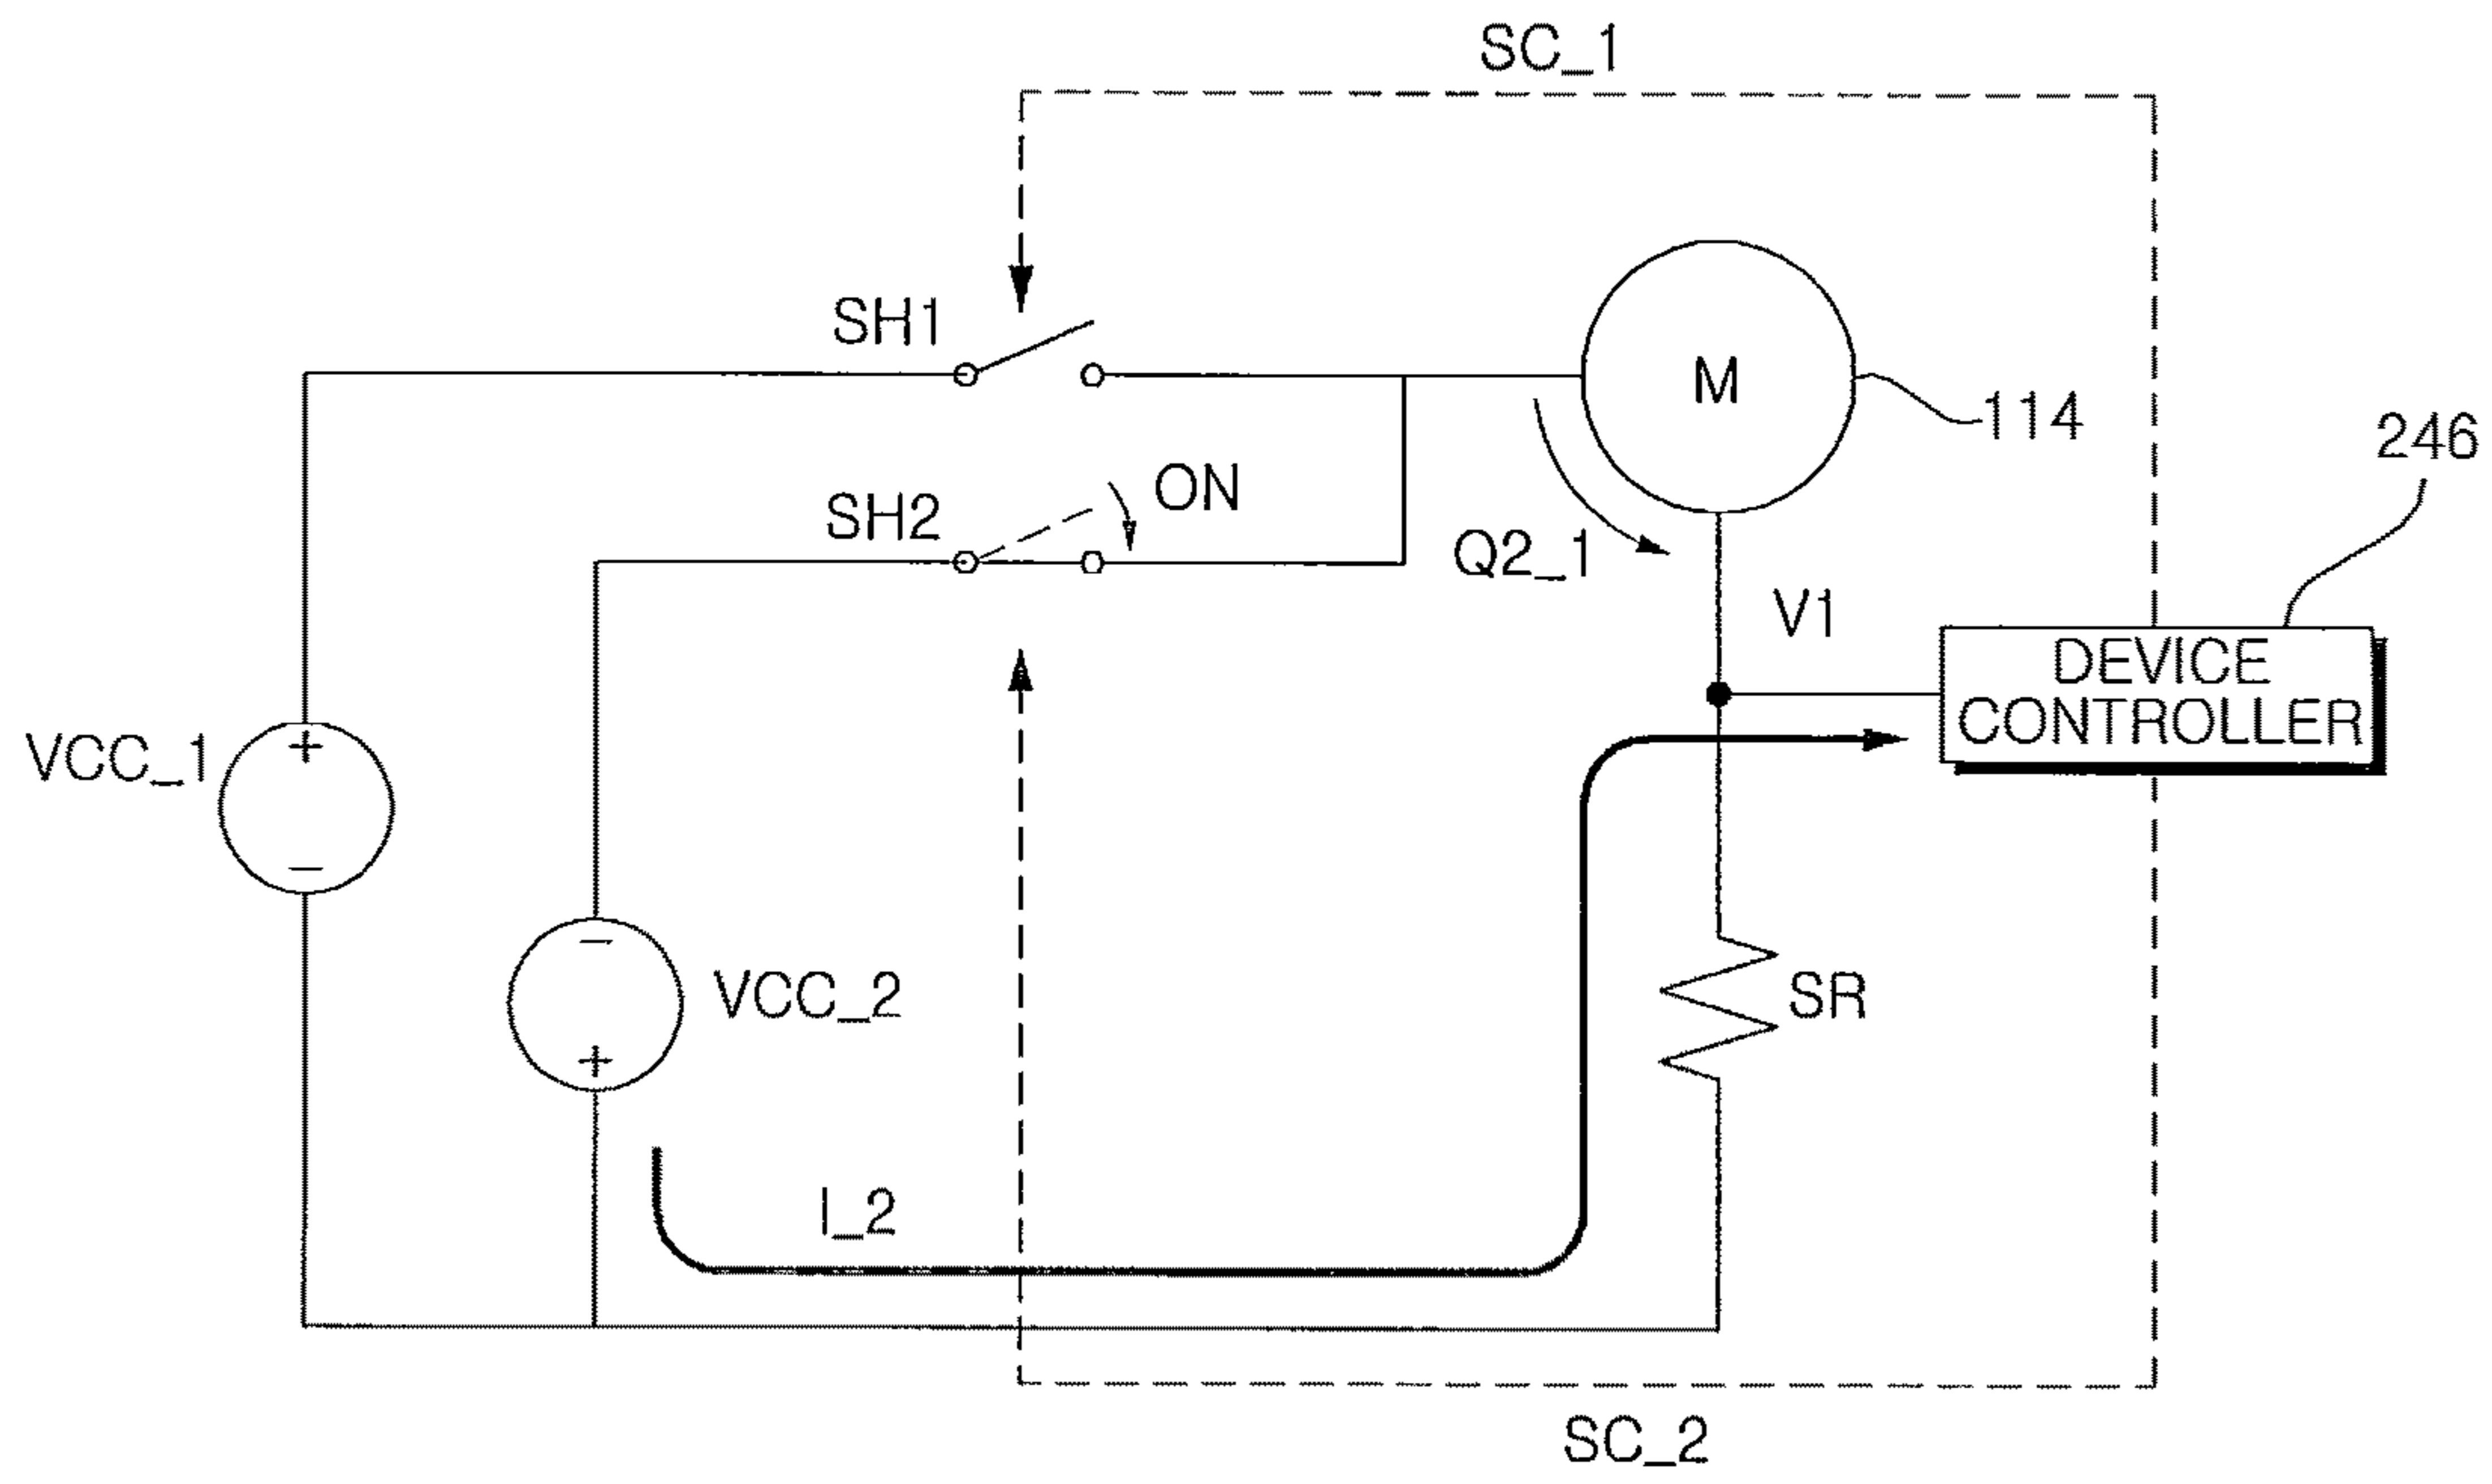 SC_1
SH1
M
114
246
SH2
ON
Q2_1
V1
DEVICE
CONTROLLER
VCC_1
+
−
−
VCC_2
+
SR
I_2
SC_2